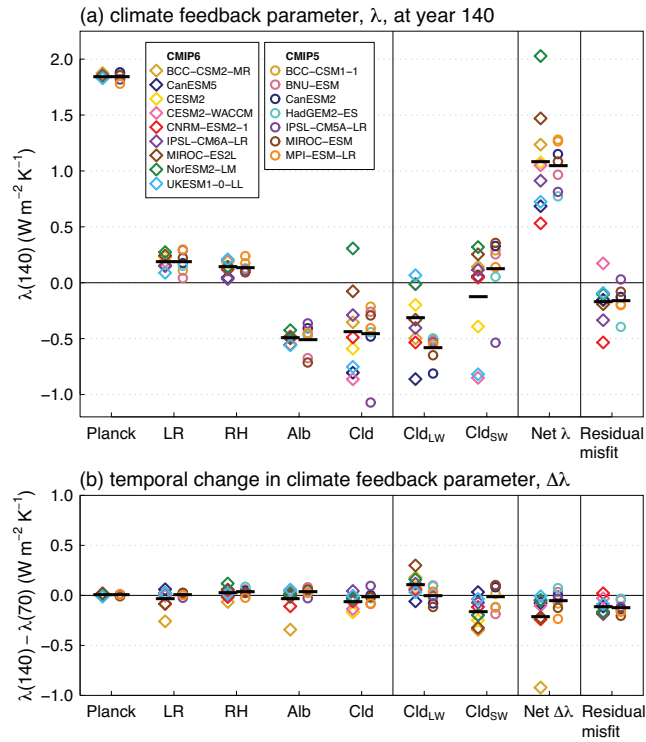 (a) climate feedback parameter, λ, at year 140
λ(140) (W m−2 K−1)
2.0
1.5
1.0
0.5
0.0
−0.5
−1.0
CMIP6
BCC−CSM2−MR
CanESM5
CESM2
CESM2−WACCM
CNRM−ESM2−1
IPSL−CM6A−LR
MIROC−ES2L
NorESM2−LM
UKESM1−0−LL
CMIP5
BCC−CSM1−1
BNU−ESM
CanESM2
HadGEM2−ES
IPSL−CM5A−LR
MIROC−ESM
MPI−ESM−LR
Planck LR RH Alb Cld CldLW CldSW Net λ Residual
misfit
(b) temporal change in climate feedback parameter, Δλ
λ(140) − λ(70) (W m−2 K−1)
1.0
0.5
0.0
−0.5
−1.0
Planck LR RH Alb Cld CldLW CldSW Net Δλ Residual
misfit